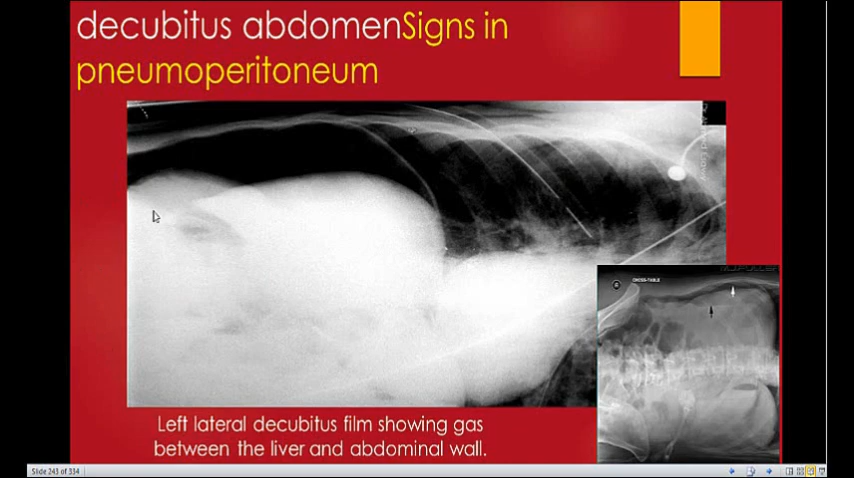 decubitus abdomenSigns in
pneumoperitoneum
CROSS-TABLE
Left lateral decubitus film showing gas
between the liver and abdominal wall.
Slide 243 of 334